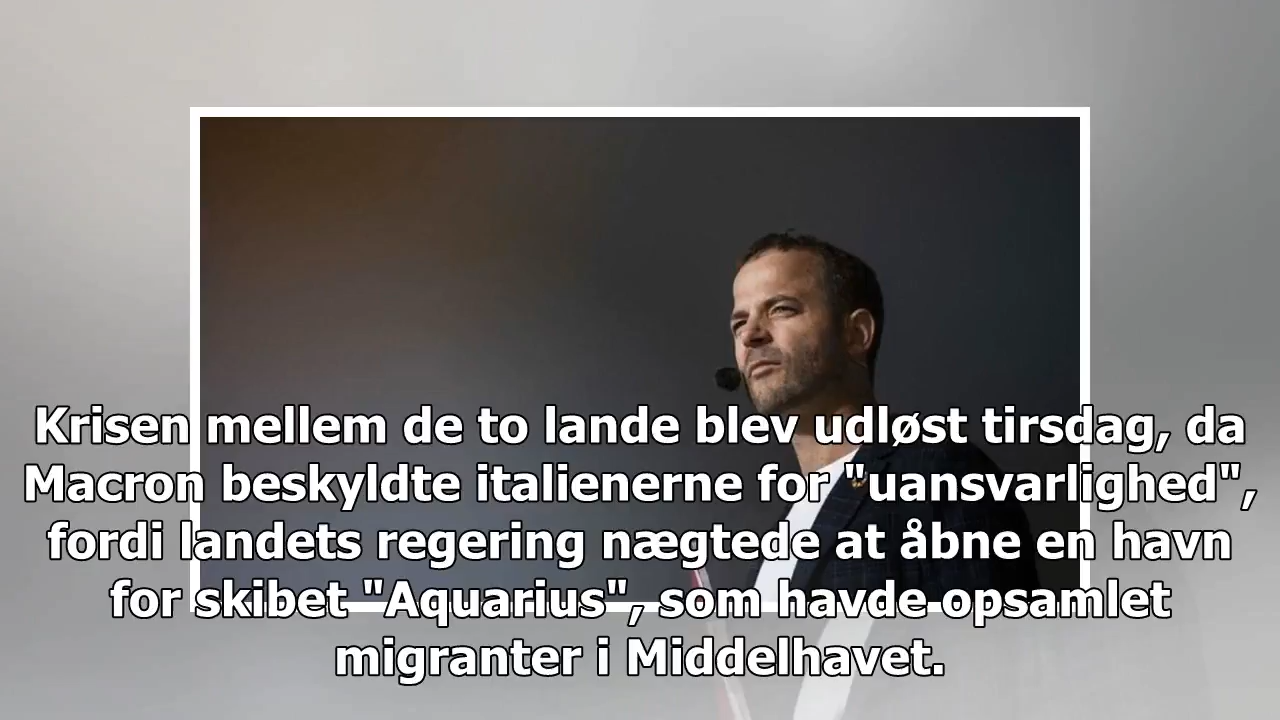 Krisen mellem de to lande blev udløst tirsdag, da
Macron beskyldte italienerne for "uansvarlighed",
fordi landets regering nægtede at åbne en havn
for skibet "Aquarius", som havde opsamlet
migranter i Middelhavet.